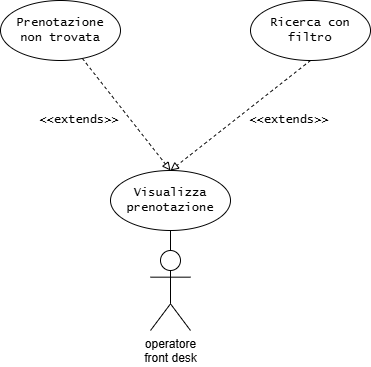 Prenotazione
non trovata
Ricerca con
filtro
<<extends>>
<<extends>>
Visualizza
prenotazione
operatore
front desk